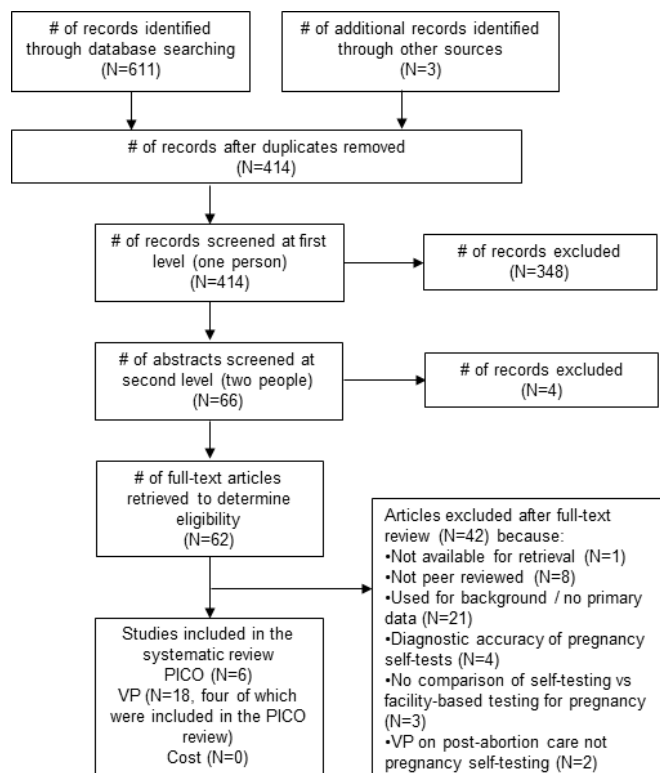 # of records identified
through database searching
(N=611)
# of additional records identified
through other sources
(N=3)
# of records after duplicates removed
(N=414)
# of records screened at first
level (one person)
(N=414)
# of records excluded
(N=348)
# of abstracts screened at
second level (two people)
(N=66)
# of records excluded
(N=4)
# of full-text articles
retrieved to determine
eligibility
(N=62)
Articles excluded after full-text
review (N=42) because:
•Not available for retrieval (N=1)
•Not peer reviewed (N=8)
•Used for background / no primary
data (N=21)
•Diagnostic accuracy of pregnancy
self-tests (N=4)
•No comparison of self-testing vs
facility-based testing for pregnancy
(N=3)
•VP on post-abortion care not
pregnancy self-testing (N=2)
Studies included in the
systematic review
PICO (N=6)
VP (N=18, four of which
were included in the PICO
review)
Cost (N=0)